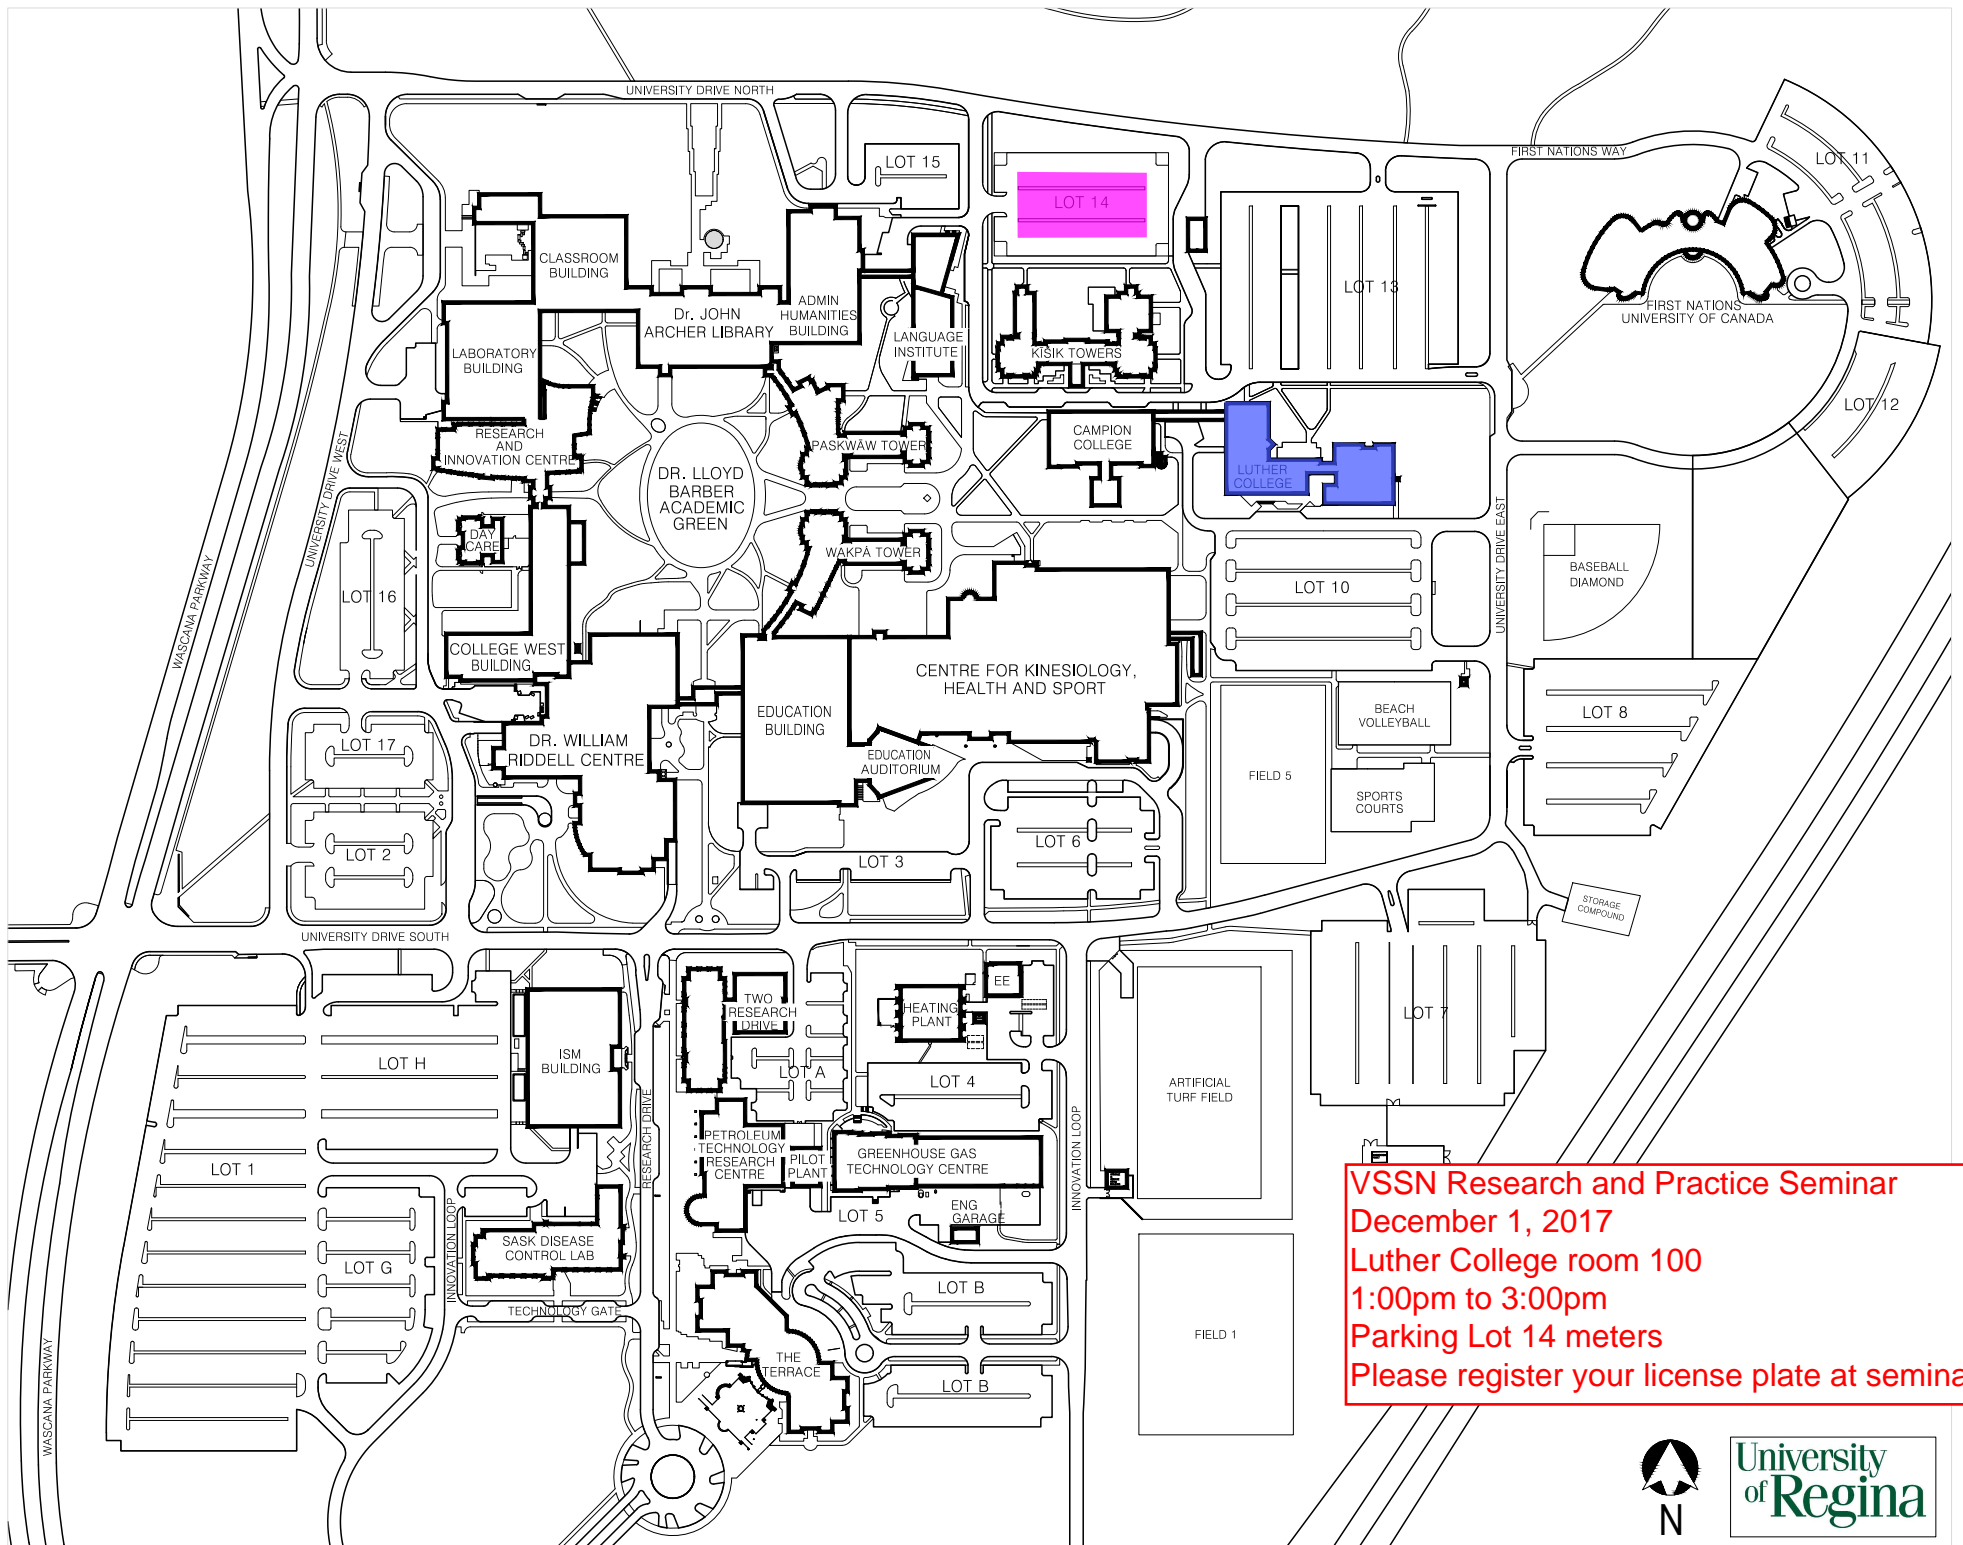 UNIVERSITY DRIVE NORTH
FIRST NATIONS WAY
LOT 11
LOT 15
LOT 14
CLASSROOM
BUILDING
LOT 13
ADMIN
HUMANITIES
BUILDING
Dr. JOHN
ARCHER LIBRARY
FIRST NATIONS
UNIVERSITY OF CANADA
LANGUAGE
INSTITUTE
KĪSIK TOWERS
LABORATORY
BUILDING
LOT 12
RESEARCH
AND
INNOVATION CENTRE
PASKWĀW TOWER
CAMPION
COLLEGE
LUTHER
COLLEGE
DR. LLOYD
BARBER
ACADEMIC
GREEN
UNIVERSITY DRIVE WEST
UNIVERSITY DRIVE EAST
WASCANA PARKWAY
DAY
CARE
WAKPĀ TOWER
BASEBALL
DIAMOND
LOT 16
LOT 10
COLLEGE WEST
BUILDING
CENTRE FOR KINESIOLOGY,
HEALTH AND SPORT
EDUCATION
BUILDING
BEACH
VOLLEYBALL
LOT 8
LOT 17
DR. WILLIAM
RIDDELL CENTRE
EDUCATION
AUDITORIUM
FIELD 5
SPORTS
COURTS
LOT 2
LOT 3
LOT 6
STORAGE
COMPOUND
UNIVERSITY DRIVE SOUTH
TWO
RESEARCH
DRIVE
EE
HEATING
PLANT
LOT 7
LOT H
ISM
BUILDING
LOT A
LOT 4
ARTIFICIAL
TURF FIELD
RESEARCH DRIVE
INNOVATION LOOP
PETROLEUM
TECHNOLOGY
RESEARCH
CENTRE
PILOT
PLANT
GREENHOUSE GAS
TECHNOLOGY CENTRE
LOT 1
LOT 5
ENG
GARAGE
INNOVATION LOOP
SASK DISEASE
CONTROL LAB
LOT G
LOT B
TECHNOLOGY GATE
FIELD 1
THE
TERRACE
LOT B
WASCANA PARKWAY
VSSN Research and Practice Seminar
December 1, 2017
Luther College room 100
1:00pm to 3:00pm
Parking Lot 14 meters
Please register your license plate at semina
N
University
of Regina